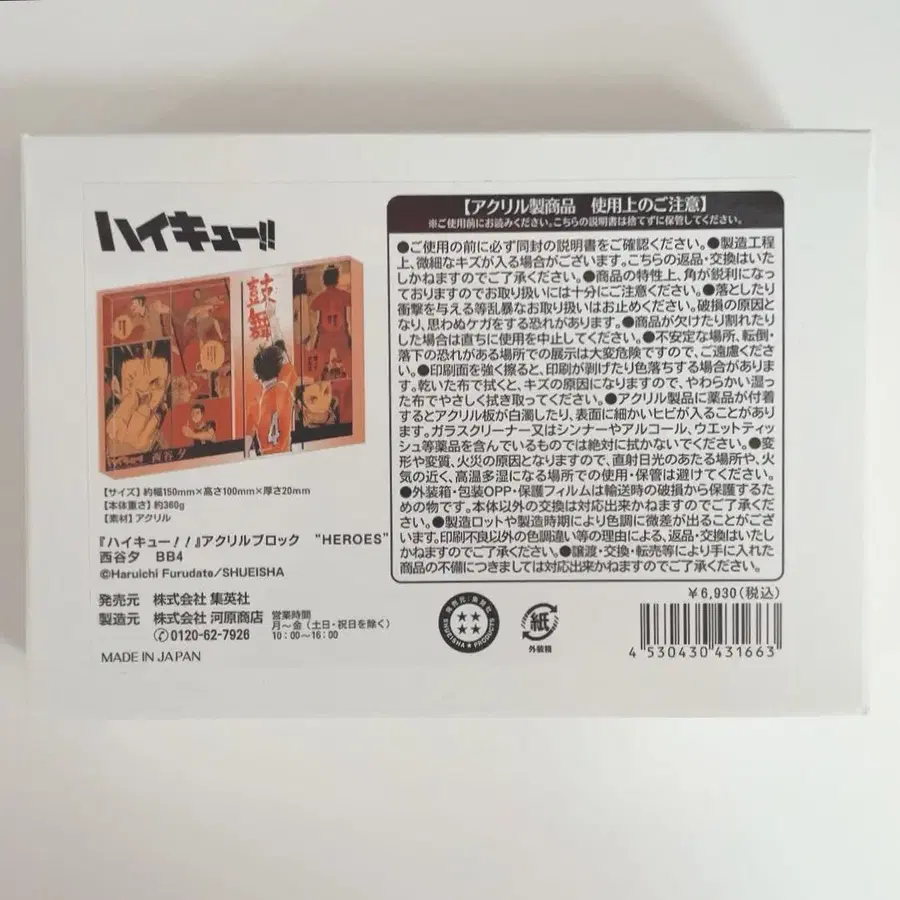 ハイキュー!!
鼓舞
4
西谷夕
【サイズ】約幅150mm×高さ100mm×厚さ20mm
【本体重さ】約360g
【素材】アクリル
『ハイキュー！！』アクリルブロック　“HEROES”
西谷夕　BB4
©Haruichi Furudate/SHUEISHA
発売元　株式会社 集英社
製造元　株式会社 河原商店
0120-62-7926
営業時間
月～金（土日・祝日を除く）
10：00～16：00
MADE IN JAPAN
【アクリル製商品　使用上のご注意】
※ご使用前にお読みください。こちらの説明書は捨てずに保管してください。
●ご使用の前に必ず同封の説明書をご確認ください。●製造工程
上、微細なキズが入る場合がございます。こちらの返品・交換はいた
しかねますのでご了承ください。●商品の特性上、角が鋭利になっ
ておりますのでお取り扱いには十分にご注意ください。●落としたり
衝撃を与える等乱暴なお取り扱いはお止めください。破損の原因と
なり、思わぬケガをする恐れがあります。●商品が欠けたり割れたり
した場合は直ちに使用を中止してください。●不安定な場所、転倒・
落下の恐れがある場所での展示は大変危険ですので、ご遠慮くださ
い。●印刷面を強く擦ると、印刷が剥げたり色落ちする場合がありま
す。乾いた布で拭くと、キズの原因になりますので、やわらかい湿っ
た布でやさしく拭き取ってください。●アクリル製品に薬品が付着
するとアクリル板が白濁したり、表面に細かいヒビが入ることがあり
ます。ガラスクリーナー又はシンナーやアルコール、ウエットティッ
シュ等薬品を含んでいるものでは絶対に拭かないでください。●変
形や変質、火災の原因となりますので、直射日光のあたる場所や、火
気の近く、高温多湿になる場所での使用・保管は避けてください。
●外装箱・包装OPP・保護フィルムは輸送時の破損から保護するた
めの物です。本体以外の交換は対応出来かねますのでご了承くださ
い。●製造ロットや製造時期により色調に微差が出ることがござ
います。印刷不良以外の色調違い等の理由による、返品・交換はいたし
かねますのでご了承ください。●譲渡・交換・転売等により手に入れた
商品の不備につきましては対応出来かねますのでご了承ください。
￥6,930(税込)
発売元：集英社
SHUEISHA★PRODUCTS
紙
外装箱
4 530430 431663